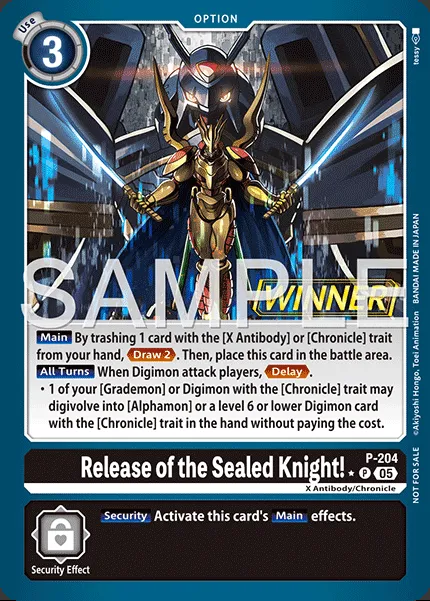 OPTION
Use
3
tessy
SAMPLE
WINNER
Main By trashing 1 card with the [X Antibody] or [Chronicle] trait
from your hand, Draw 2. Then, place this card in the battle area.
All Turns When Digimon attack players, Delay.
• 1 of your [Grademon] or Digimon with the [Chronicle] trait may
digivolve into [Alphamon] or a level 6 or lower Digimon card
with the [Chronicle] trait in the hand without paying the cost.
©Akiyoshi Hongo, Toei Animation BANDAI MADE IN JAPAN
NOT FOR SALE
Release of the Sealed Knight!
P-204
P 05
X Antibody/Chronicle
Security Activate this card's Main effects.
Security Effect